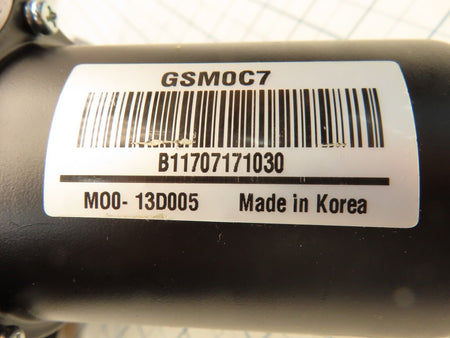 GSM0C7
B11707171030
M00- 13D005 Made in Korea